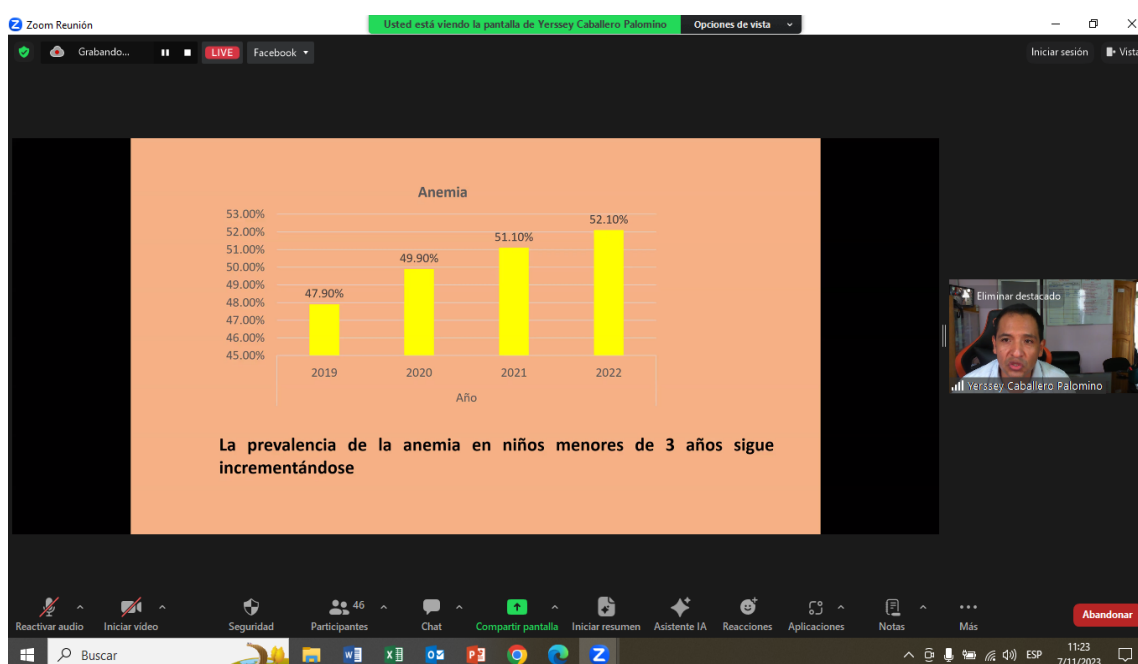 Zoom Reunión
Usted está viendo la pantalla de Yerssey Caballero Palomino
Opciones de vista
Grabando...
LIVE
Facebook
Iniciar sesión
Vista
Anemia
53.00%
52.00%
51.00%
50.00%
49.00%
48.00%
47.00%
46.00%
45.00%
47.90%
49.90%
51.10%
52.10%
2019 2020 2021 2022
Año
La prevalencia de la anemia en niños menores de 3 años sigue
incrementándose
Eliminar destacado
Yerssey Caballero Palomino
46
Reactivar audio
Iniciar video
Seguridad
Participantes
Chat
Compartir pantalla
Iniciar resumen
Asistente IA
Reacciones
Aplicaciones
Notas
Más
Abandonar
Buscar
ESP
11:23
7/11/2023